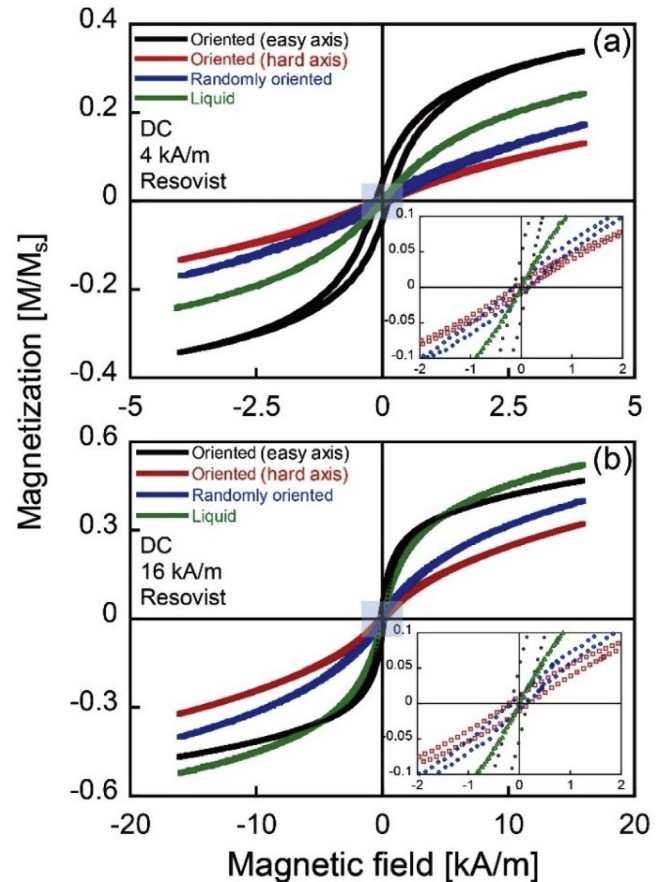 Magnetization [M/Ms]
(a)
Oriented (easy axis)
Oriented (hard axis)
Randomly oriented
Liquid
DC
4 kA/m
Resovist
0.4
0.2
0
-0.2
-0.4
-5
-2.5
0
2.5
5
0.1
0.05
0
-0.05
-0.1
-2
-1
0
1
2
(b)
Oriented (easy axis)
Oriented (hard axis)
Randomly oriented
Liquid
DC
16 kA/m
Resovist
0.6
0.3
0
-0.3
-0.6
-20
-10
0
10
20
0.1
0.05
0
-0.05
-0.1
-2
-1
0
1
2
Magnetic field [kA/m]